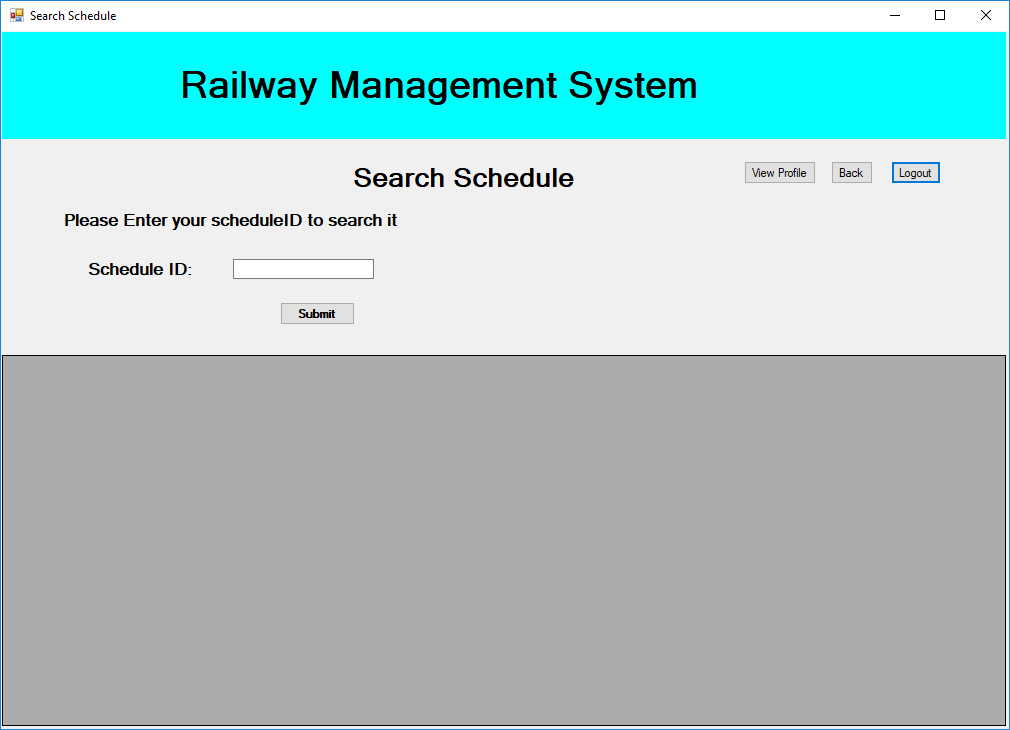 Search Schedule
Railway Management System
Search Schedule
View Profile
Back
Logout
Please Enter your scheduleID to search it
Schedule ID:
Submit